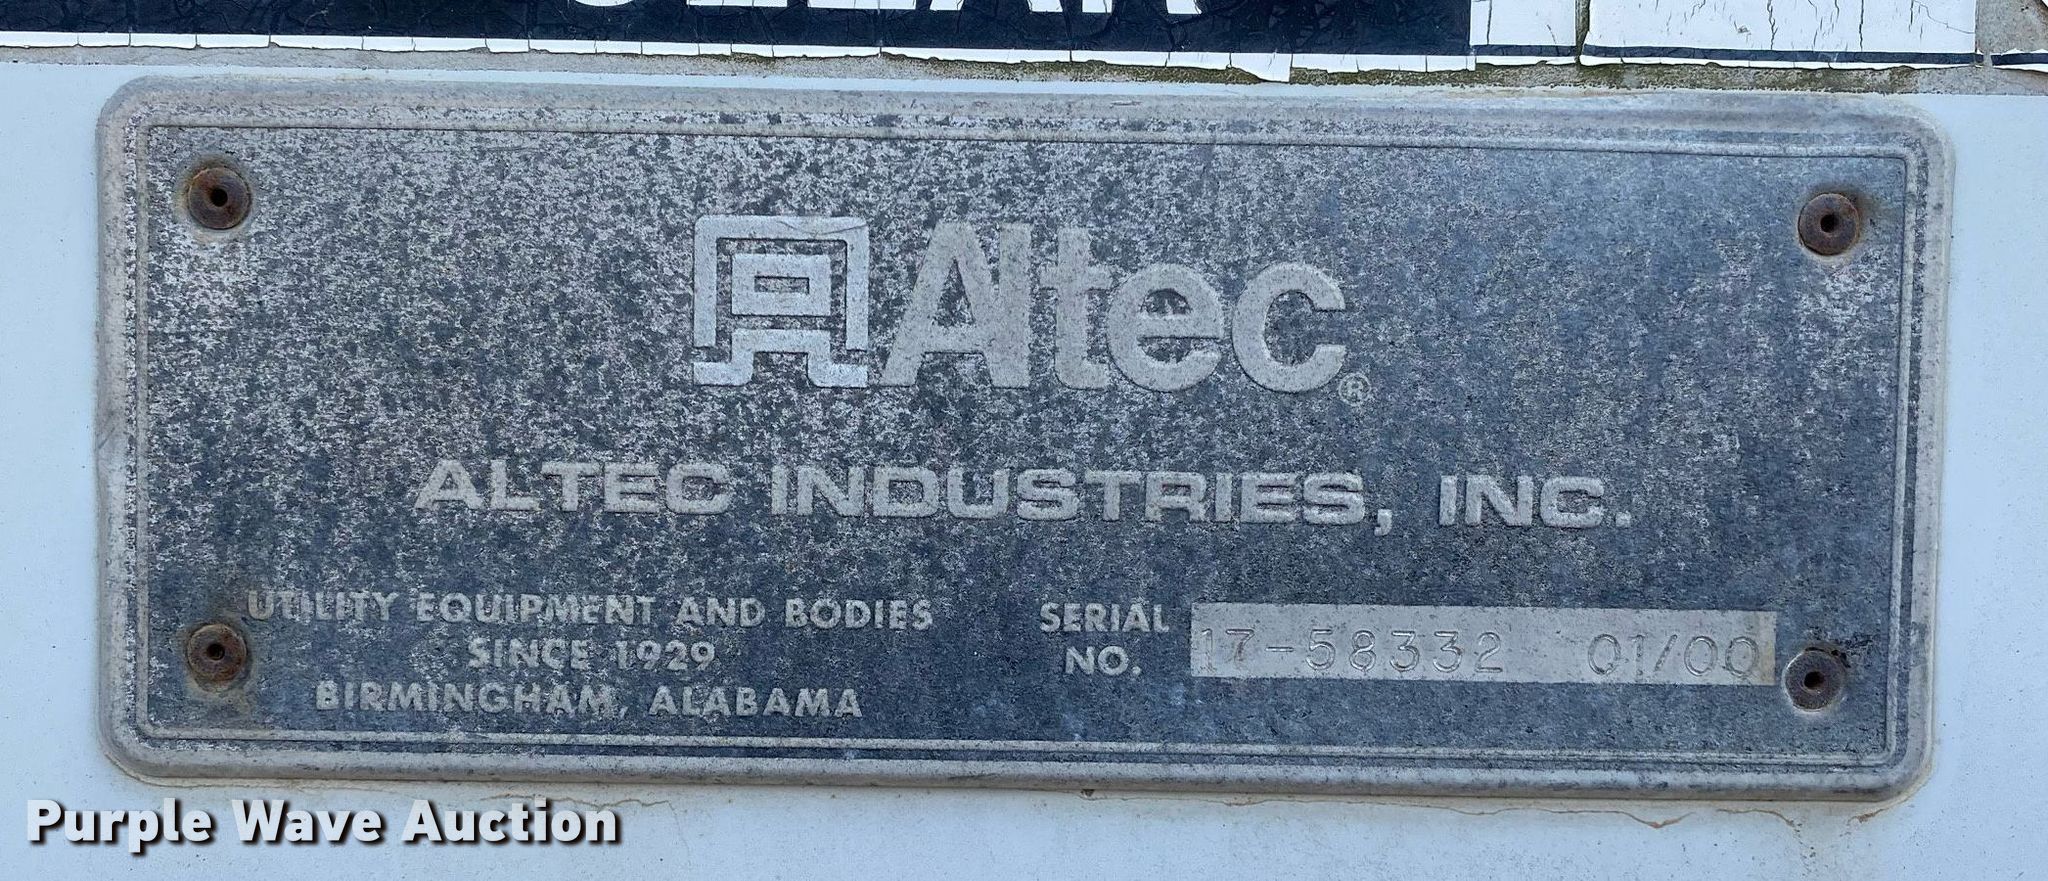 Altec®
ALTEC INDUSTRIES, INC.
UTILITY EQUIPMENT AND BODIES
SINCE 1929
BIRMINGHAM, ALABAMA
SERIAL NO. 17-58332 01/00
Purple Wave Auction